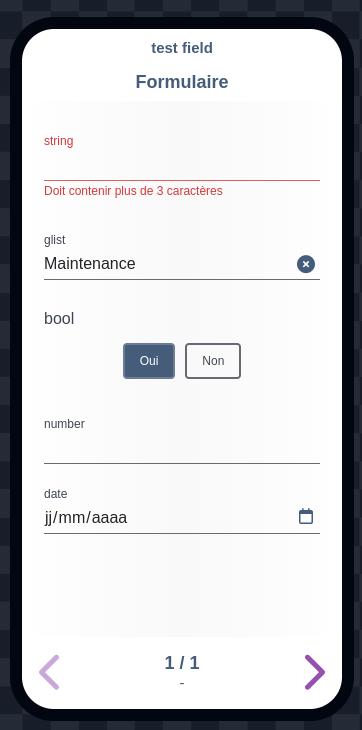 test field
Formulaire
string
Doit contenir plus de 3 caractères
glist
Maintenance
bool
Oui Non
number
date
jj/mm/aaaa
1 / 1
-